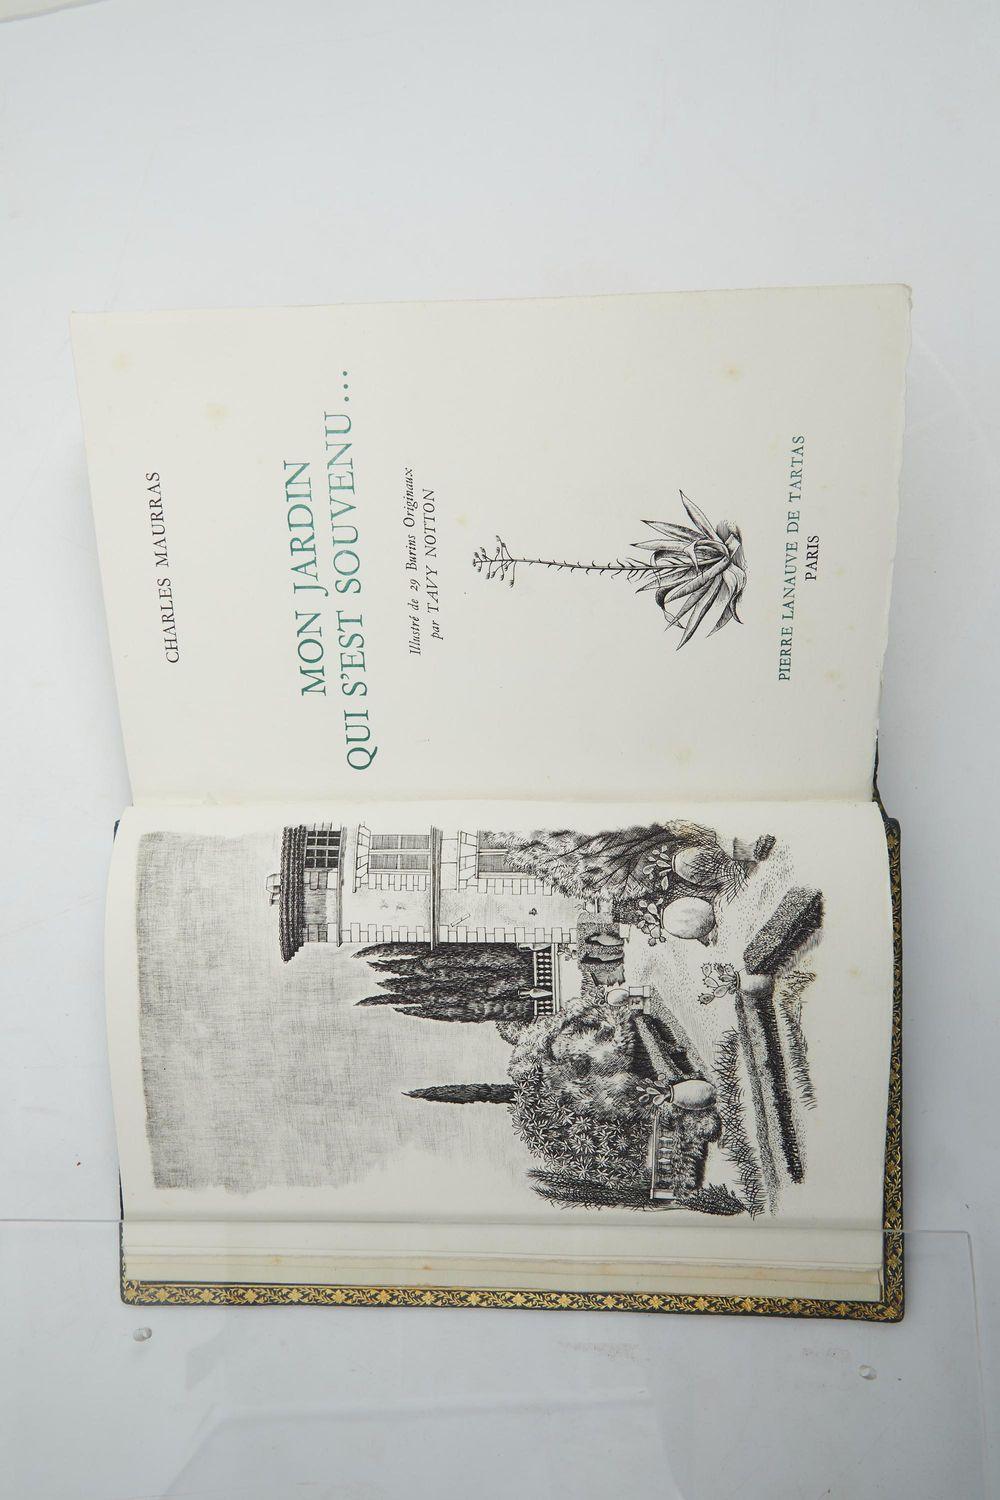 CHARLES MAURRAS
MON JARDIN
QUI S'EST SOUVENU...
Illustré de 29 Burins Originaux
par TAVY NOTTON
PIERRE LANAUVE DE TARTAS
PARIS